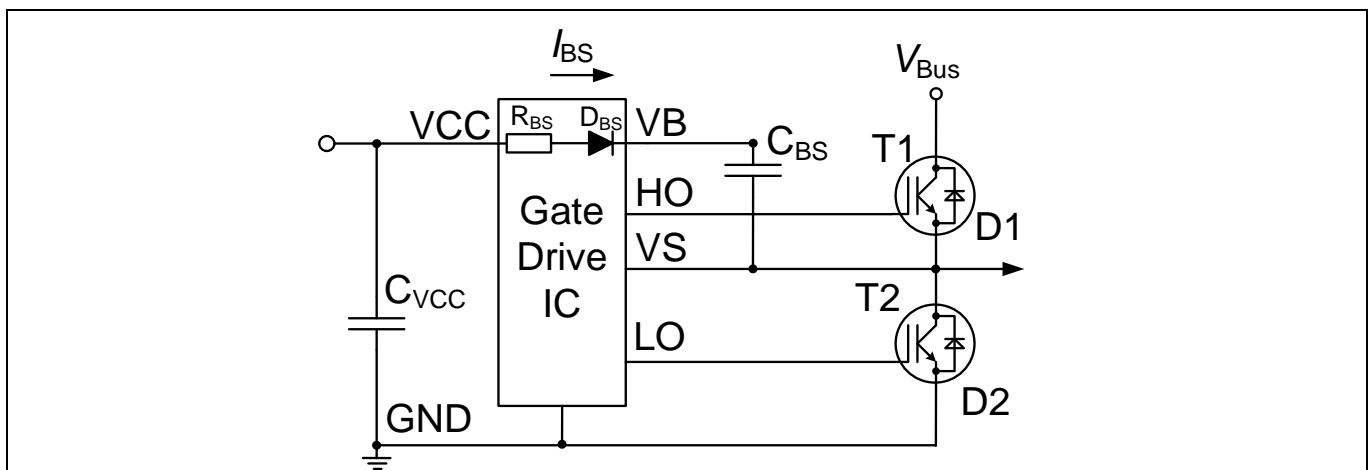 I_BS
V_Bus
VCC
R_BS
D_BS
VB
C_BS
T1
HO
Gate
Drive
IC
D1
VS
C_VCC
T2
LO
D2
GND